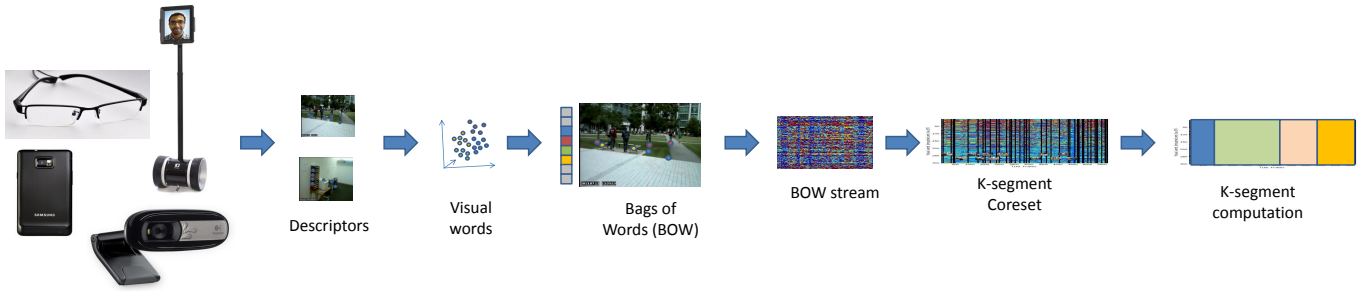 SAMSUNG
Descriptors
Visual
words
Bags of
Words (BOW)
BOW stream
K-segment
Coreset
K-segment
computation